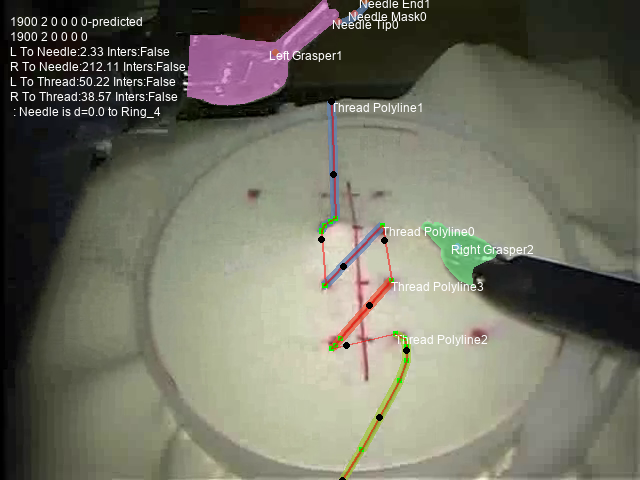 1900 2 0 0 0 0-predicted
1900 2 0 0 0 0
L To Needle:2.33 Inters:False
R To Needle:212.11 Inters:False
L To Thread:50.22 Inters:False
R To Thread:38.57 Inters:False
: Needle is d=0.0 to Ring_4
Needle End1
Needle Mask0
Needle Tip0
Left Grasper1
Thread Polyline1
Thread Polyline0
Right Grasper2
Thread Polyline3
Thread Polyline2